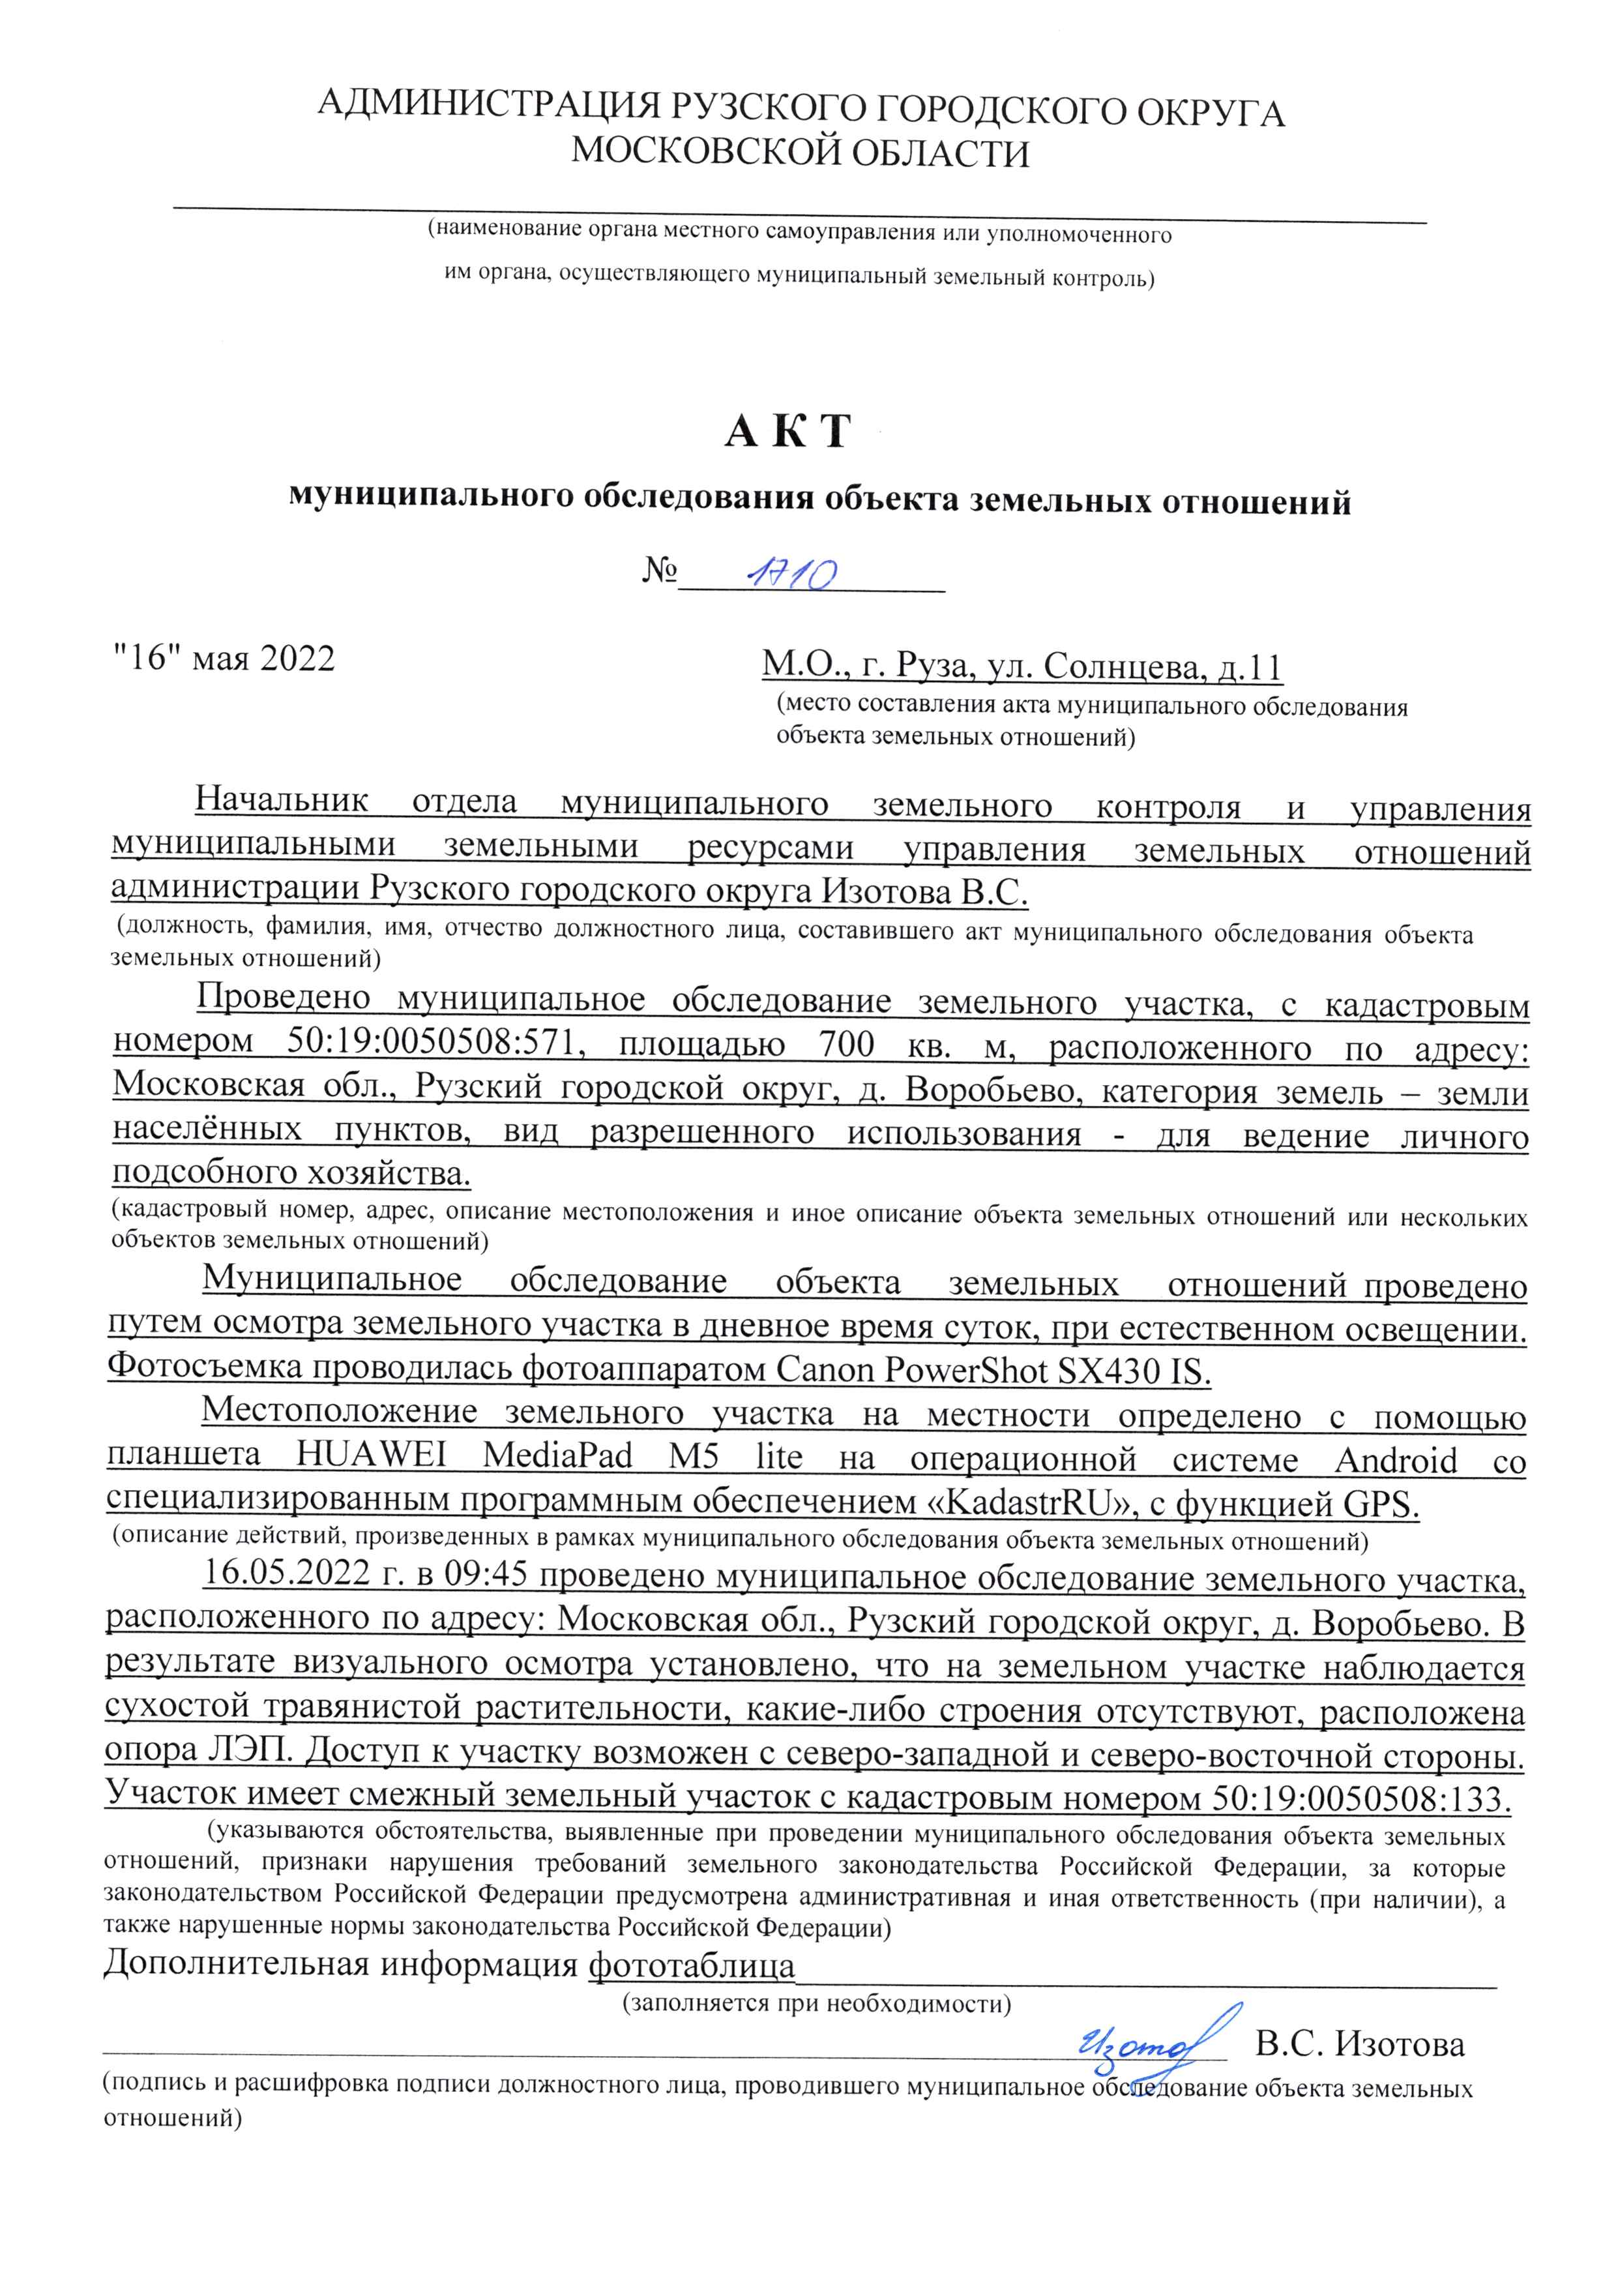 АДМИНИСТРАЦИЯ РУЗСКОГО ГОРОДСКОГО ОКРУГА
МОСКОВСКОЙ ОБЛАСТИ
(наименование органа местного самоуправления или уполномоченного
им органа, осуществляющего муниципальный земельный контроль)
А К Т
муниципального обследования объекта земельных отношений
№ 1710
"16" мая 2022
М.О., г. Руза, ул. Солнцева, д.11
(место составления акта муниципального обследования
объекта земельных отношений)
Начальник отдела муниципального земельного контроля и управления
муниципальными земельными ресурсами управления земельных отношений
администрации Рузского городского округа Изотова В.С.
(должность, фамилия, имя, отчество должностного лица, составившего акт муниципального обследования объекта
земельных отношений)
Проведено муниципальное обследование земельного участка, с кадастровым
номером 50:19:0050508:571, площадью 700 кв. м, расположенного по адресу:
Московская обл., Рузский городской округ, д. Воробьево, категория земель – земли
населённых пунктов, вид разрешенного использования - для ведение личного
подсобного хозяйства.
(кадастровый номер, адрес, описание местоположения и иное описание объекта земельных отношений или нескольких
объектов земельных отношений)
Муниципальное обследование объекта земельных отношений проведено
путем осмотра земельного участка в дневное время суток, при естественном освещении.
Фотосъемка проводилась фотоаппаратом Canon PowerShot SX430 IS.
Местоположение земельного участка на местности определено с помощью
планшета HUAWEI MediaPad M5 lite на операционной системе Android со
специализированным программным обеспечением «KadastrRU», с функцией GPS.
(описание действий, произведенных в рамках муниципального обследования объекта земельных отношений)
16.05.2022 г. в 09:45 проведено муниципальное обследование земельного участка,
расположенного по адресу: Московская обл., Рузский городской округ, д. Воробьево. В
результате визуального осмотра установлено, что на земельном участке наблюдается
сухостой травянистой растительности, какие-либо строения отсутствуют, расположена
опора ЛЭП. Доступ к участку возможен с северо-западной и северо-восточной стороны.
Участок имеет смежный земельный участок с кадастровым номером 50:19:0050508:133.
(указываются обстоятельства, выявленные при проведении муниципального обследования объекта земельных
отношений, признаки нарушения требований земельного законодательства Российской Федерации, за которые
законодательством Российской Федерации предусмотрена административная и иная ответственность (при наличии), а
также нарушенные нормы законодательства Российской Федерации)
Дополнительная информация фототаблица
(заполняется при необходимости)
Изотов В.С. Изотова
(подпись и расшифровка подписи должностного лица, проводившего муниципальное обследование объекта земельных
отношений)